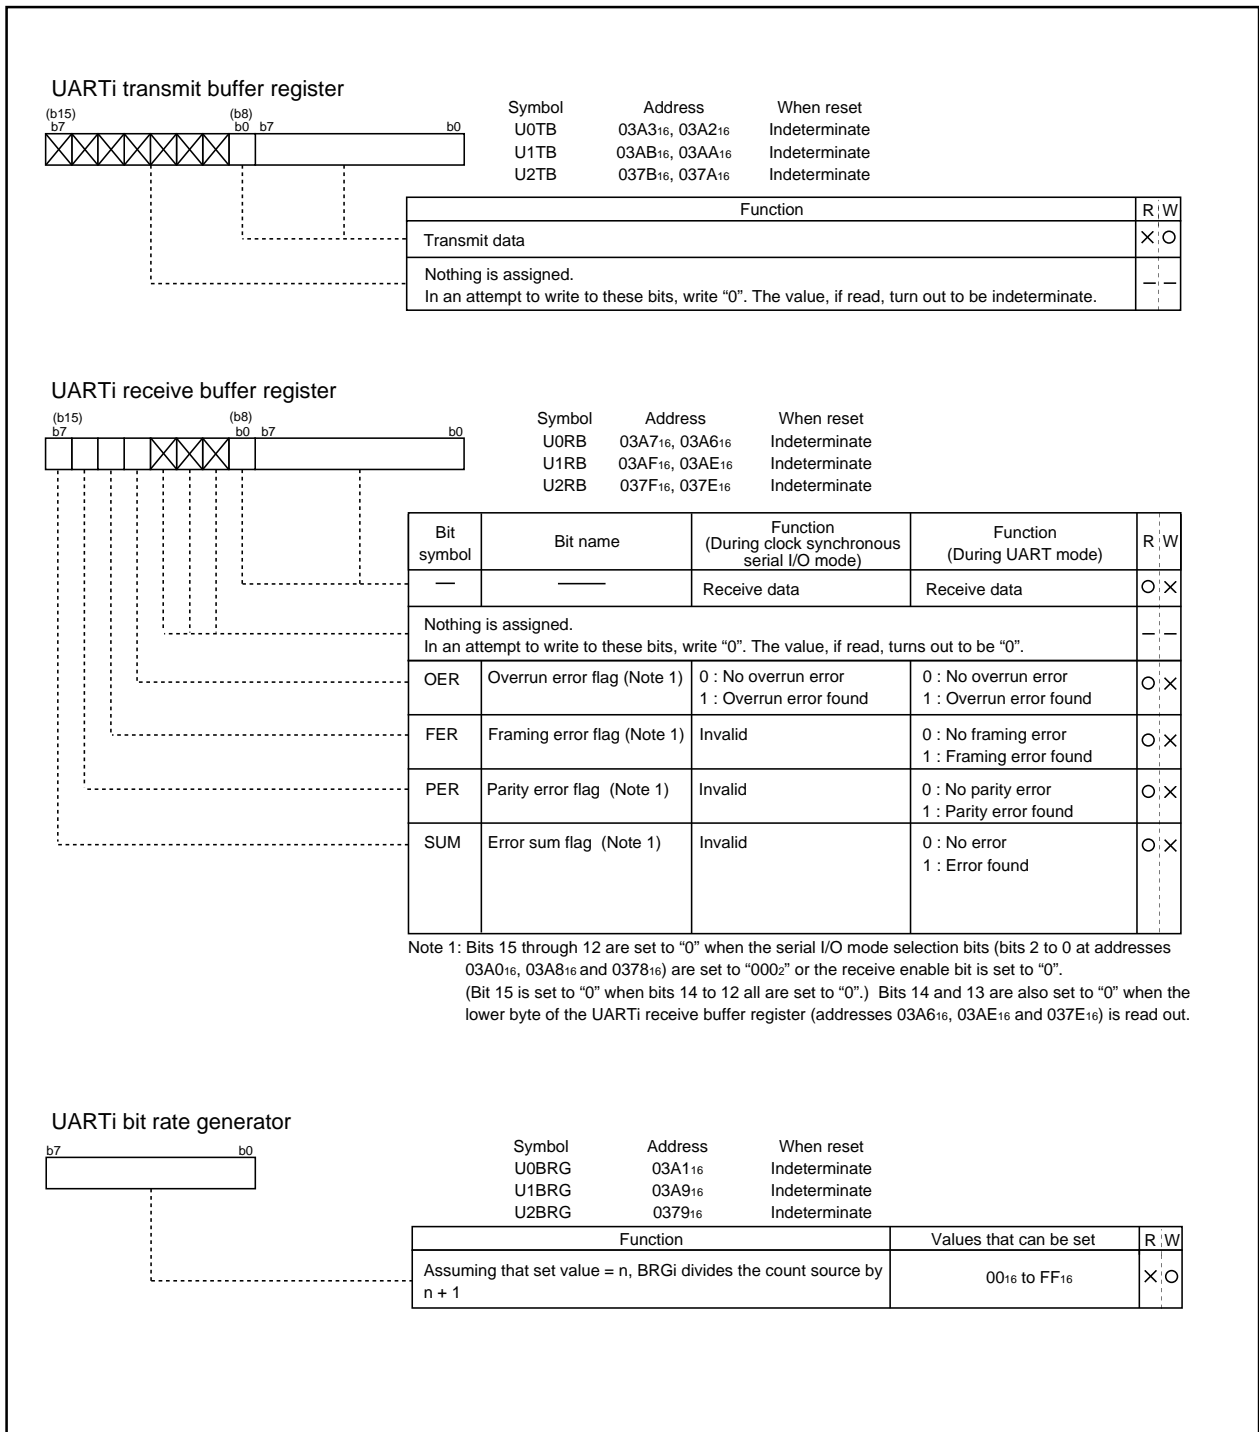 UARTi transmit buffer register
(b15) (b8)
b7 b0 b7 b0
Symbol Address When reset
U0TB 03A316, 03A216 Indeterminate
U1TB 03AB16, 03AA16 Indeterminate
U2TB 037B16, 037A16 Indeterminate
Function R W
Transmit data
Nothing is assigned.
In an attempt to write to these bits, write “0”. The value, if read, turn out to be indeterminate.
UARTi receive buffer register
(b15) (b8)
b7 b0 b7 b0
Symbol Address When reset
U0RB 03A716, 03A616 Indeterminate
U1RB 03AF16, 03AE16 Indeterminate
U2RB 037F16, 037E16 Indeterminate
Bit symbol Bit name Function (During clock synchronous serial I/O mode) Function (During UART mode) R W
Receive data Receive data
Nothing is assigned.
In an attempt to write to these bits, write “0”. The value, if read, turns out to be “0”.
OER Overrun error flag (Note 1) 0 : No overrun error 0 : No overrun error
1 : Overrun error found 1 : Overrun error found
FER Framing error flag (Note 1) Invalid 0 : No framing error
1 : Framing error found
PER Parity error flag (Note 1) Invalid 0 : No parity error
1 : Parity error found
SUM Error sum flag (Note 1) Invalid 0 : No error
1 : Error found
Note 1: Bits 15 through 12 are set to “0” when the serial I/O mode selection bits (bits 2 to 0 at addresses
03A016, 03A816 and 037816) are set to “0002” or the receive enable bit is set to “0”.
(Bit 15 is set to “0” when bits 14 to 12 all are set to “0”.) Bits 14 and 13 are also set to “0” when the
lower byte of the UARTi receive buffer register (addresses 03A616, 03AE16 and 037E16) is read out.
UARTi bit rate generator
b7 b0
Symbol Address When reset
U0BRG 03A116 Indeterminate
U1BRG 03A916 Indeterminate
U2BRG 037916 Indeterminate
Function Values that can be set R W
Assuming that set value = n, BRGi divides the count source by
n + 1
0016 to FF16